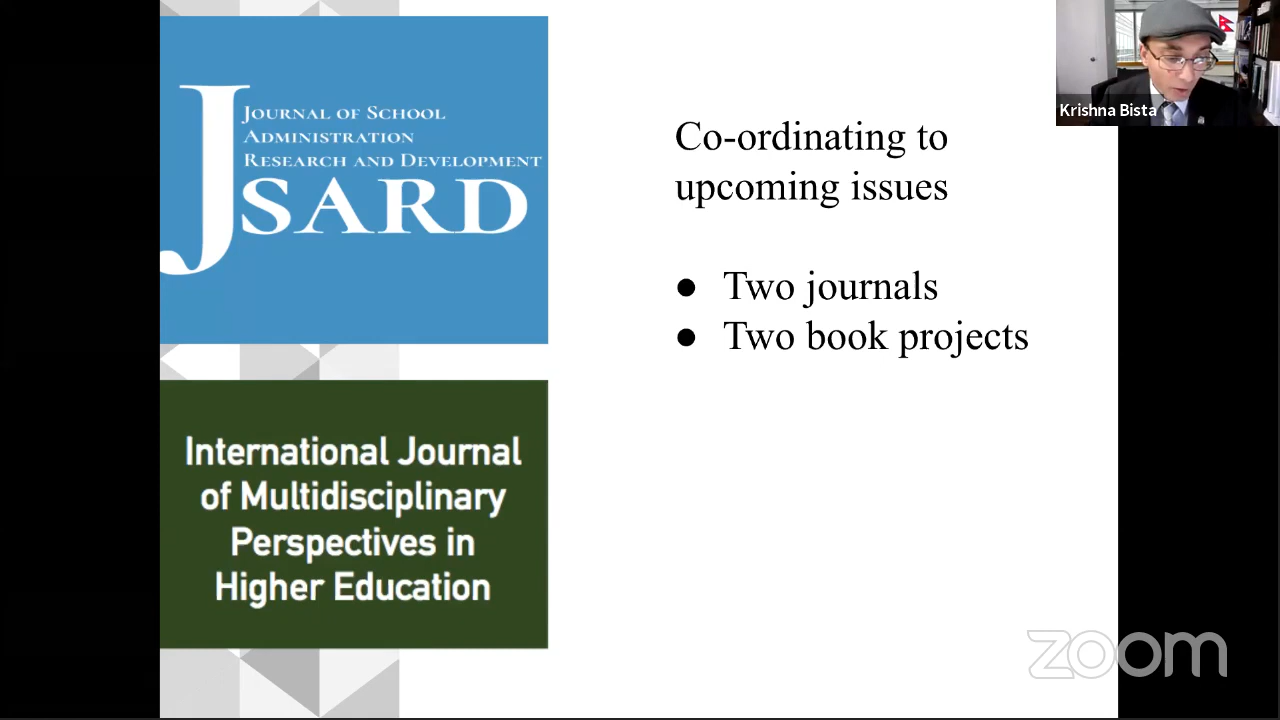 JOURNAL OF SCHOOL
ADMINISTRATION
RESEARCH AND DEVELOPMENT
JSARD
International Journal
of Multidisciplinary
Perspectives in
Higher Education
Co-ordinating to
upcoming issues
● Two journals
● Two book projects
Krishna Bista
zoom